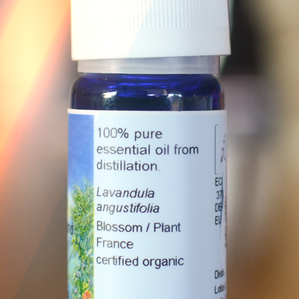 100% pure
essential oil from
distillation.
Lavandula
angustifolia
Blossom / Plant
France
certified organic